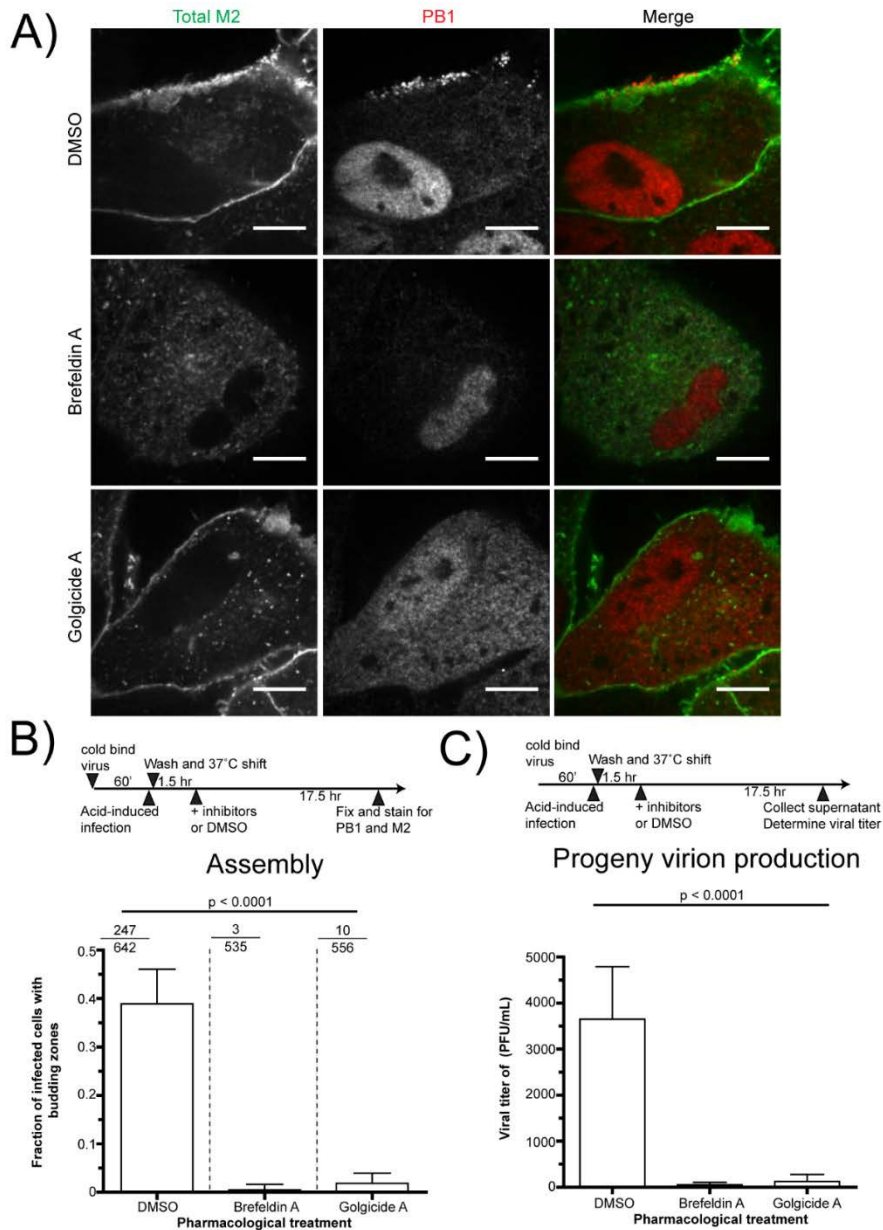 A)
Total M2
PB1
Merge
DMSO
Brefeldin A
Golgicide A
B)
cold bind
virus
Wash and 37˚C shift
60'
1.5 hr
17.5 hr
Acid-induced
infection
+ inhibitors
or DMSO
Fix and stain for
PB1 and M2
Assembly
p < 0.0001
247
642
3
535
10
556
0.5
0.4
0.3
0.2
0.1
0
Fraction of infected cells with
budding zones
DMSO
Brefeldin A
Golgicide A
Pharmacological treatment
C)
cold bind
virus
Wash and 37˚C shift
60'
1.5 hr
17.5 hr
Acid-induced
infection
+ inhibitors
or DMSO
Collect supernatant
Determine viral titer
Progeny virion production
p < 0.0001
5000
4000
3000
2000
1000
0
Viral titer of (PFU/mL)
DMSO
Brefeldin A
Golgicide A
Pharmacological treatment